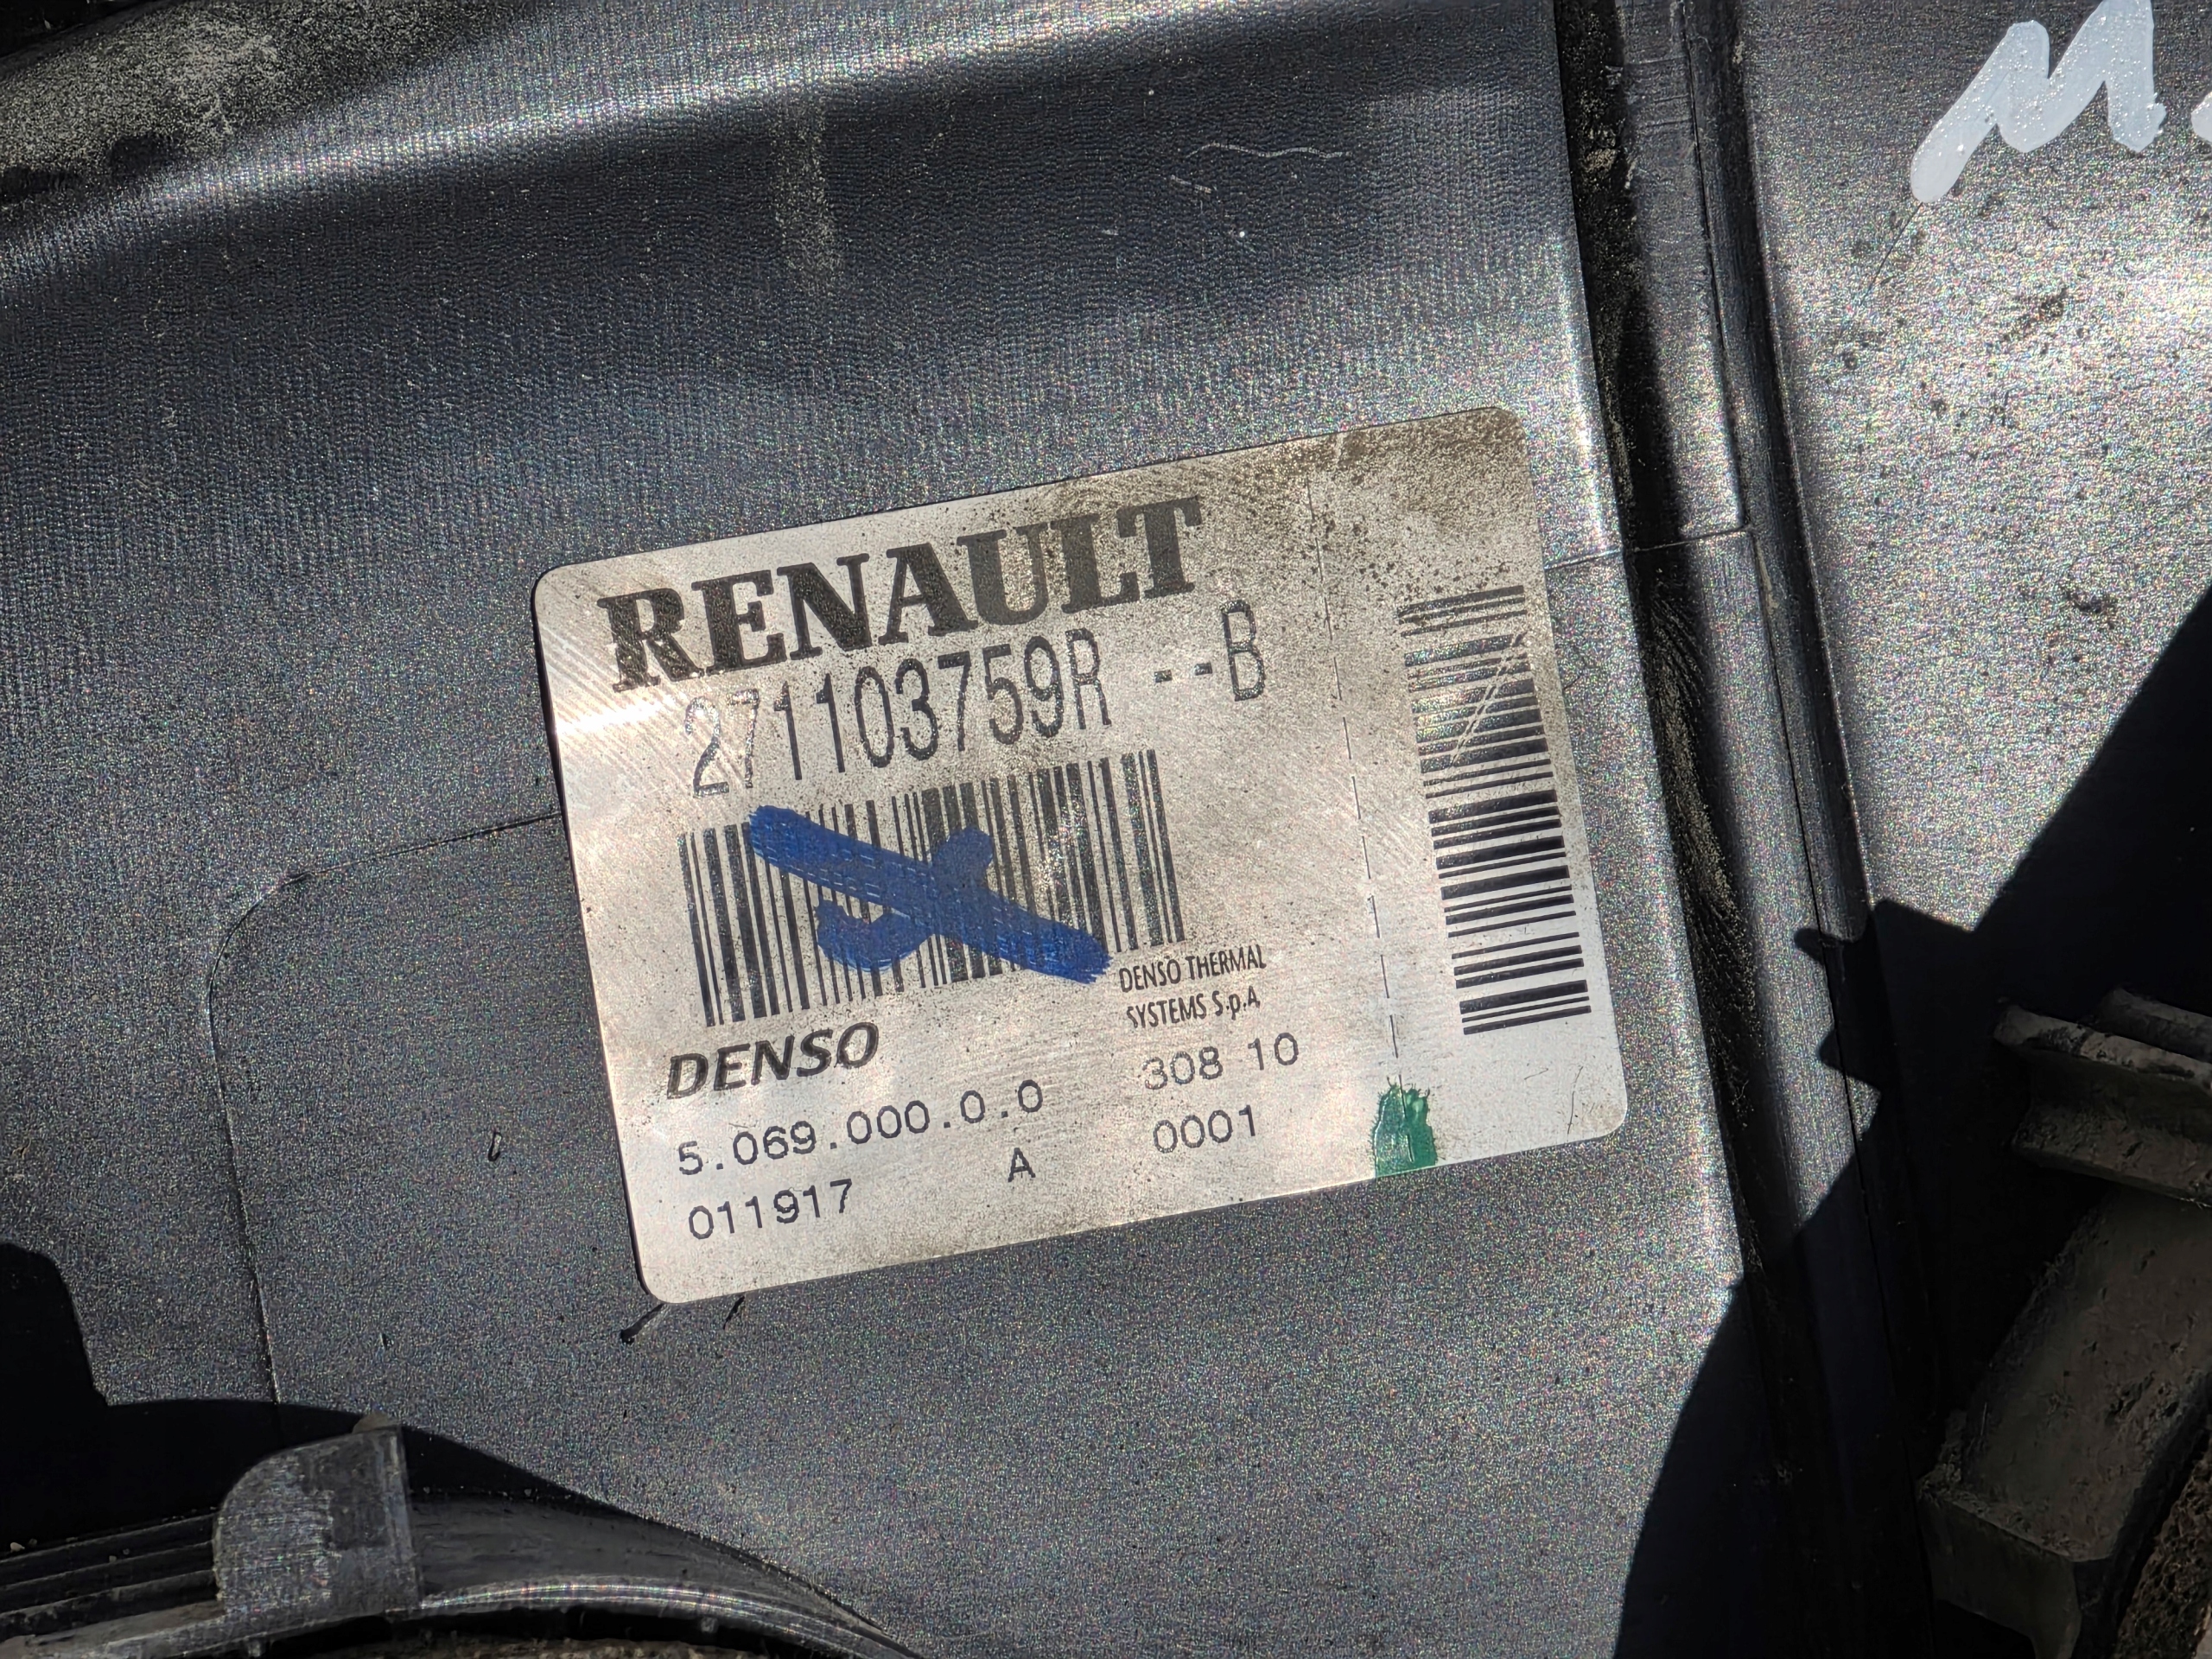 RENAULT
271103759R --B
DENSO THERMAL
SYSTEMS S.p.A
DENSO
5.069.000.0.0 308 10
011917 A 0001
M